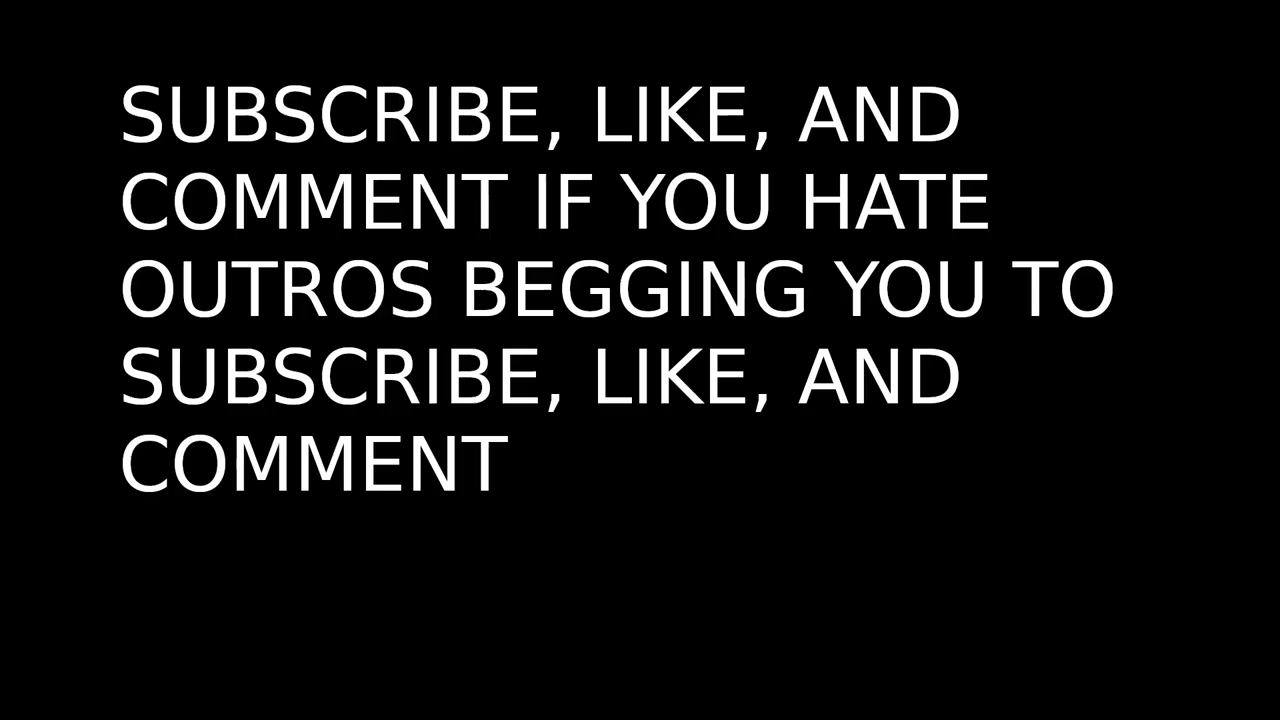 SUBSCRIBE, LIKE, AND
COMMENT IF YOU HATE
OUTROS BEGGING YOU TO
SUBSCRIBE, LIKE, AND
COMMENT